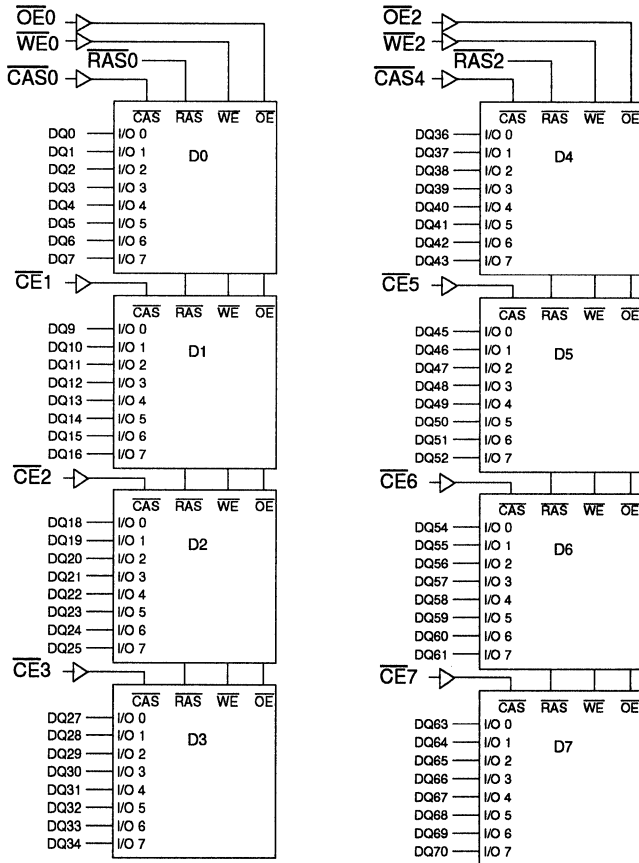 OE0
WE0
RAS0
CAS0
CAS RAS WE OE
D0
DQ0 I/O 0
DQ1 I/O 1
DQ2 I/O 2
DQ3 I/O 3
DQ4 I/O 4
DQ5 I/O 5
DQ6 I/O 6
DQ7 I/O 7
CE1
CAS RAS WE OE
D1
DQ9 I/O 0
DQ10 I/O 1
DQ11 I/O 2
DQ12 I/O 3
DQ13 I/O 4
DQ14 I/O 5
DQ15 I/O 6
DQ16 I/O 7
CE2
CAS RAS WE OE
D2
DQ18 I/O 0
DQ19 I/O 1
DQ20 I/O 2
DQ21 I/O 3
DQ22 I/O 4
DQ23 I/O 5
DQ24 I/O 6
DQ25 I/O 7
CE3
CAS RAS WE OE
D3
DQ27 I/O 0
DQ28 I/O 1
DQ29 I/O 2
DQ30 I/O 3
DQ31 I/O 4
DQ32 I/O 5
DQ33 I/O 6
DQ34 I/O 7
OE2
WE2
RAS2
CAS4
CAS RAS WE OE
D4
DQ36 I/O 0
DQ37 I/O 1
DQ38 I/O 2
DQ39 I/O 3
DQ40 I/O 4
DQ41 I/O 5
DQ42 I/O 6
DQ43 I/O 7
CE5
CAS RAS WE OE
D5
DQ45 I/O 0
DQ46 I/O 1
DQ47 I/O 2
DQ48 I/O 3
DQ49 I/O 4
DQ50 I/O 5
DQ51 I/O 6
DQ52 I/O 7
CE6
CAS RAS WE OE
D6
DQ54 I/O 0
DQ55 I/O 1
DQ56 I/O 2
DQ57 I/O 3
DQ58 I/O 4
DQ59 I/O 5
DQ60 I/O 6
DQ61 I/O 7
CE7
CAS RAS WE OE
D7
DQ63 I/O 0
DQ64 I/O 1
DQ65 I/O 2
DQ66 I/O 3
DQ67 I/O 4
DQ68 I/O 5
DQ69 I/O 6
DQ70 I/O 7